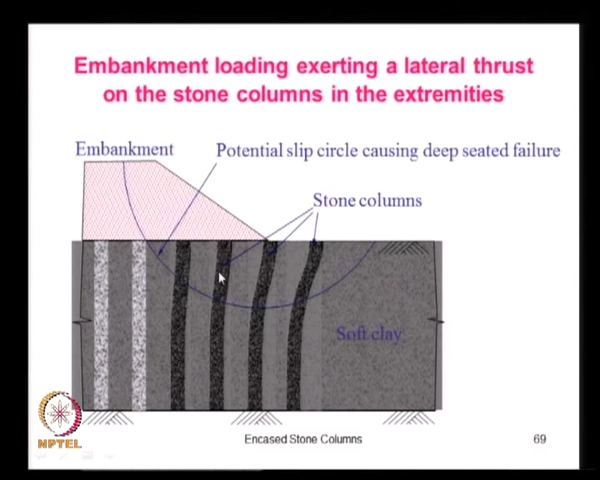 Embankment loading exerting a lateral thrust
on the stone columns in the extremities
Embankment
Potential slip circle causing deep seated failure
Stone columns
Soft clay
NPTEL
Encased Stone Columns
69